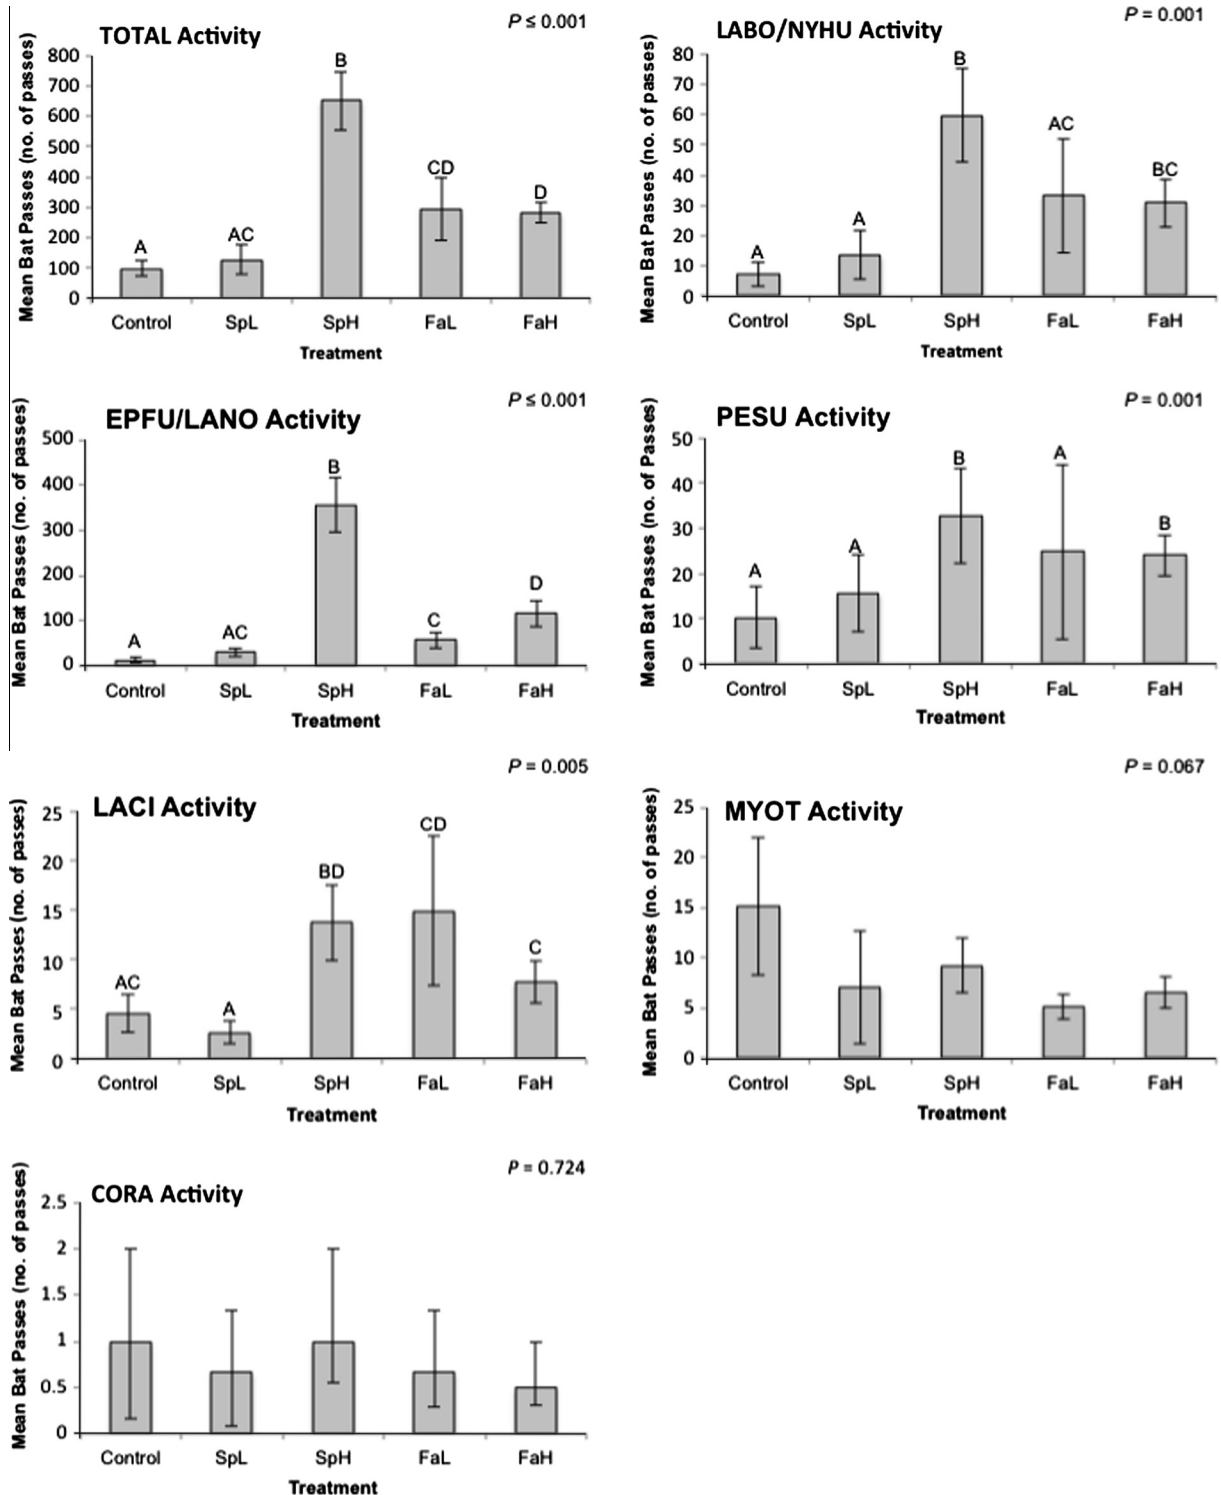 TOTAL Activity
P ≤ 0.001
Mean Bat Passes (no. of passes)
800
700
600
500
400
300
200
100
0
A
AC
B
CD
D
Control SpL SpH FaL FaH
Treatment
LABO/NYHU Activity
P = 0.001
Mean Bat Passes (no. of passes)
80
70
60
50
40
30
20
10
0
A
A
B
AC
BC
Control SpL SpH FaL FaH
Treatment
EPFU/LANO Activity
P ≤ 0.001
Mean Bat Passes (no. of passes)
500
400
300
200
100
0
A
AC
B
C
D
Control SpL SpH FaL FaH
Treatment
PESU Activity
P = 0.001
Mean Bat Passes (no. of Passes)
50
40
30
20
10
0
A
A
B
A
B
Control SpL SpH FaL FaH
Treatment
LACI Activity
P = 0.005
Mean Bat Passes (no. of passes)
25
20
15
10
5
0
AC
A
BD
CD
C
Control SpL SpH FaL FaH
Treatment
MYOT Activity
P = 0.067
Mean Bat Passes (no. of passes)
25
20
15
10
5
0
Control SpL SpH FaL FaH
Treatment
CORA Activity
P = 0.724
Mean Bat Passes (no. of passes)
2.5
2
1.5
1
0.5
0
Control SpL SpH FaL FaH
Treatment